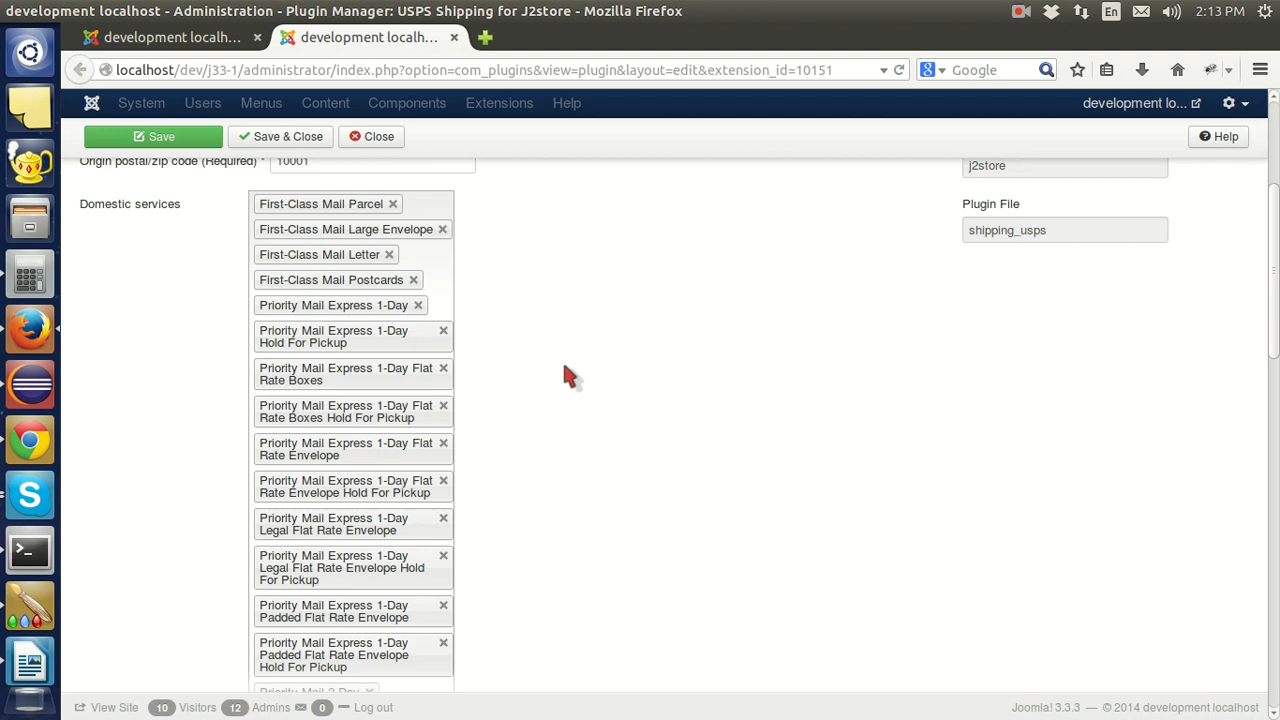 development localhost - Administration - Plugin Manager: USPS Shipping for J2store - Mozilla Firefox
En
2:13 PM
development localh...
development localh...
localhost/dev/j33-1/administrator/index.php?option=com_plugins&view=plugin&layout=edit&extension_id=10151
Google
System Users Menus Content Components Extensions Help
development lo...
Save
Save & Close
Close
Help
Origin postal/zip code (Required) *
10001
j2store
Domestic services
Plugin File
shipping_usps
First-Class Mail Parcel
First-Class Mail Large Envelope
First-Class Mail Letter
First-Class Mail Postcards
Priority Mail Express 1-Day
Priority Mail Express 1-Day
Hold For Pickup
Priority Mail Express 1-Day Flat
Rate Boxes
Priority Mail Express 1-Day Flat
Rate Boxes Hold For Pickup
Priority Mail Express 1-Day Flat
Rate Envelope
Priority Mail Express 1-Day Flat
Rate Envelope Hold For Pickup
Priority Mail Express 1-Day
Legal Flat Rate Envelope
Priority Mail Express 1-Day
Legal Flat Rate Envelope Hold
For Pickup
Priority Mail Express 1-Day
Padded Flat Rate Envelope
Priority Mail Express 1-Day
Padded Flat Rate Envelope
Hold For Pickup
Priority Mail 2-Day
View Site 10 Visitors 12 Admins 0 Log out
Joomla! 3.3.3 — © 2014 development localhost